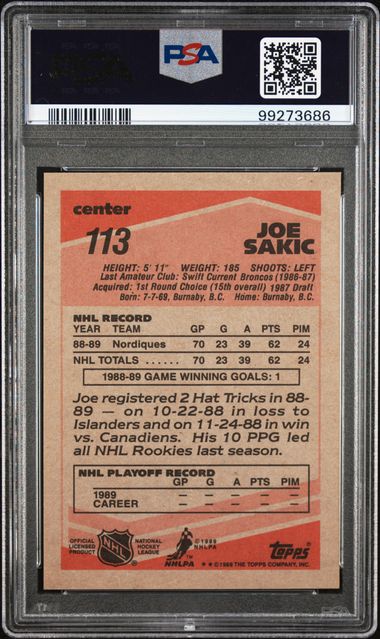 PSA
99273686
center
113
JOE
SAKIC
HEIGHT: 5' 11" WEIGHT: 185 SHOOTS: LEFT
Last Amateur Club: Swift Current Broncos (1986-87)
Acquired: 1st Round Choice (15th overall) 1987 Draft
Born: 7-7-69, Burnaby, B.C. Home: Burnaby, B.C.
NHL RECORD
YEAR TEAM GP G A PTS PIM
88-89 Nordiques 70 23 39 62 24
NHL TOTALS . . . . . . 70 23 39 62 24
1988-89 GAME WINNING GOALS: 1
Joe registered 2 Hat Tricks in 88-
89 — on 10-22-88 in loss to
Islanders and on 11-24-88 in win
vs. Canadiens. His 10 PPG led
all NHL Rookies last season.
NHL PLAYOFF RECORD
GP G A PTS PIM
1989 — — — — —
CAREER — — — — —
OFFICIAL
LICENSED
PRODUCT
NHL
NATIONAL
HOCKEY
LEAGUE
NHLPA
©1989
NHLPA
topps
**©1989 THE TOPPS COMPANY, INC.